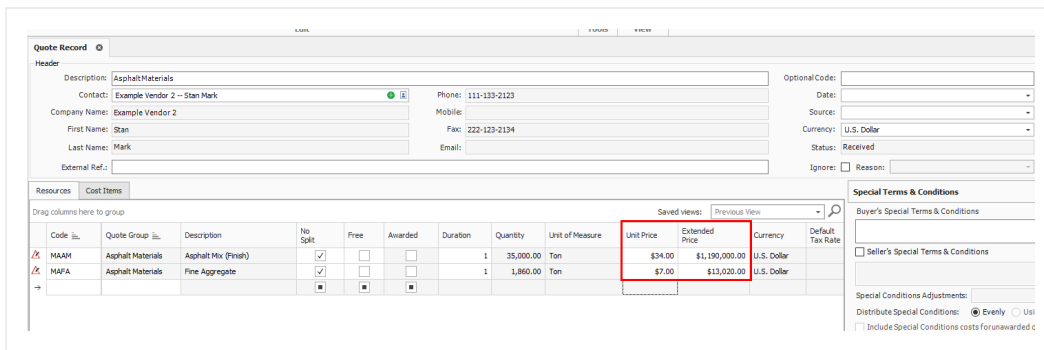 Edit Tools View
Quote Record
Header
Description: AsphaltMaterials OptionalCode:
Contact: Example Vendor 2 -- Stan Mark Phone: 111-133-2123 Date:
Company Name: Example Vendor 2 Mobile: Source:
First Name: Stan Fax: 222-123-2134 Currency: U.S. Dollar
Last Name: Mark Email: Status: Received
External Ref.: Ignore: Reason:
Resources Cost Items Special Terms & Conditions
Drag columns here to group Saved views: Previous View Buyer's Special Terms & Conditions
Code Quote Group Description No Split Free Awarded Duration Quantity Unit of Measure Unit Price Extended Price Currency Default Tax Rate
Seller's Special Terms & Conditions
MAAM Asphalt Materials Asphalt Mix (Finish) 1 35,000.00 Ton $34.00 $1,190,000.00 U.S. Dollar
MAFA Asphalt Materials Fine Aggregate 1 1,860.00 Ton $7.00 $13,020.00 U.S. Dollar
Special Conditions Adjustments:
Distribute Special Conditions: Evenly Usi
Include Special Conditions costs forunawarded